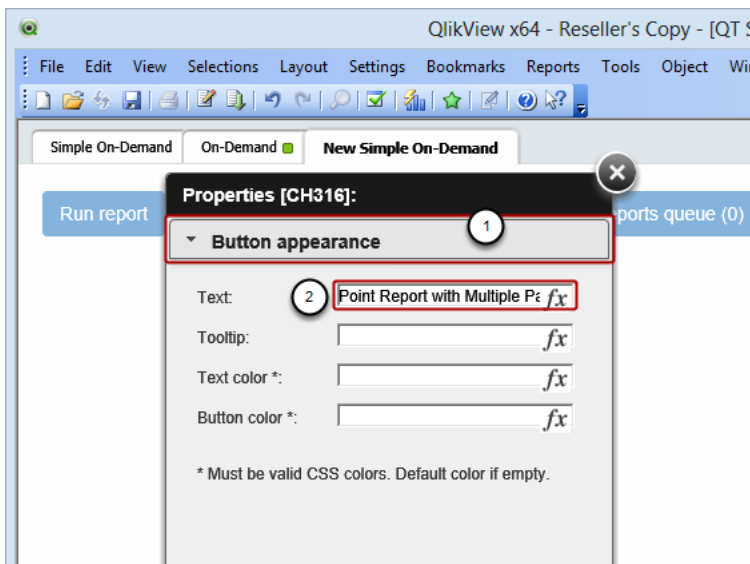 QlikView x64 - Reseller's Copy - [QT
File Edit View Selections Layout Settings Bookmarks Reports Tools Object
Simple On-Demand On-Demand New Simple On-Demand
Run report
Properties [CH316]:
ports queue (0)
1
Button appearance
Text: 2 Point Report with Multiple Pa fx
Tooltip: fx
Text color *: fx
Button color *: fx
* Must be valid CSS colors. Default color if empty.